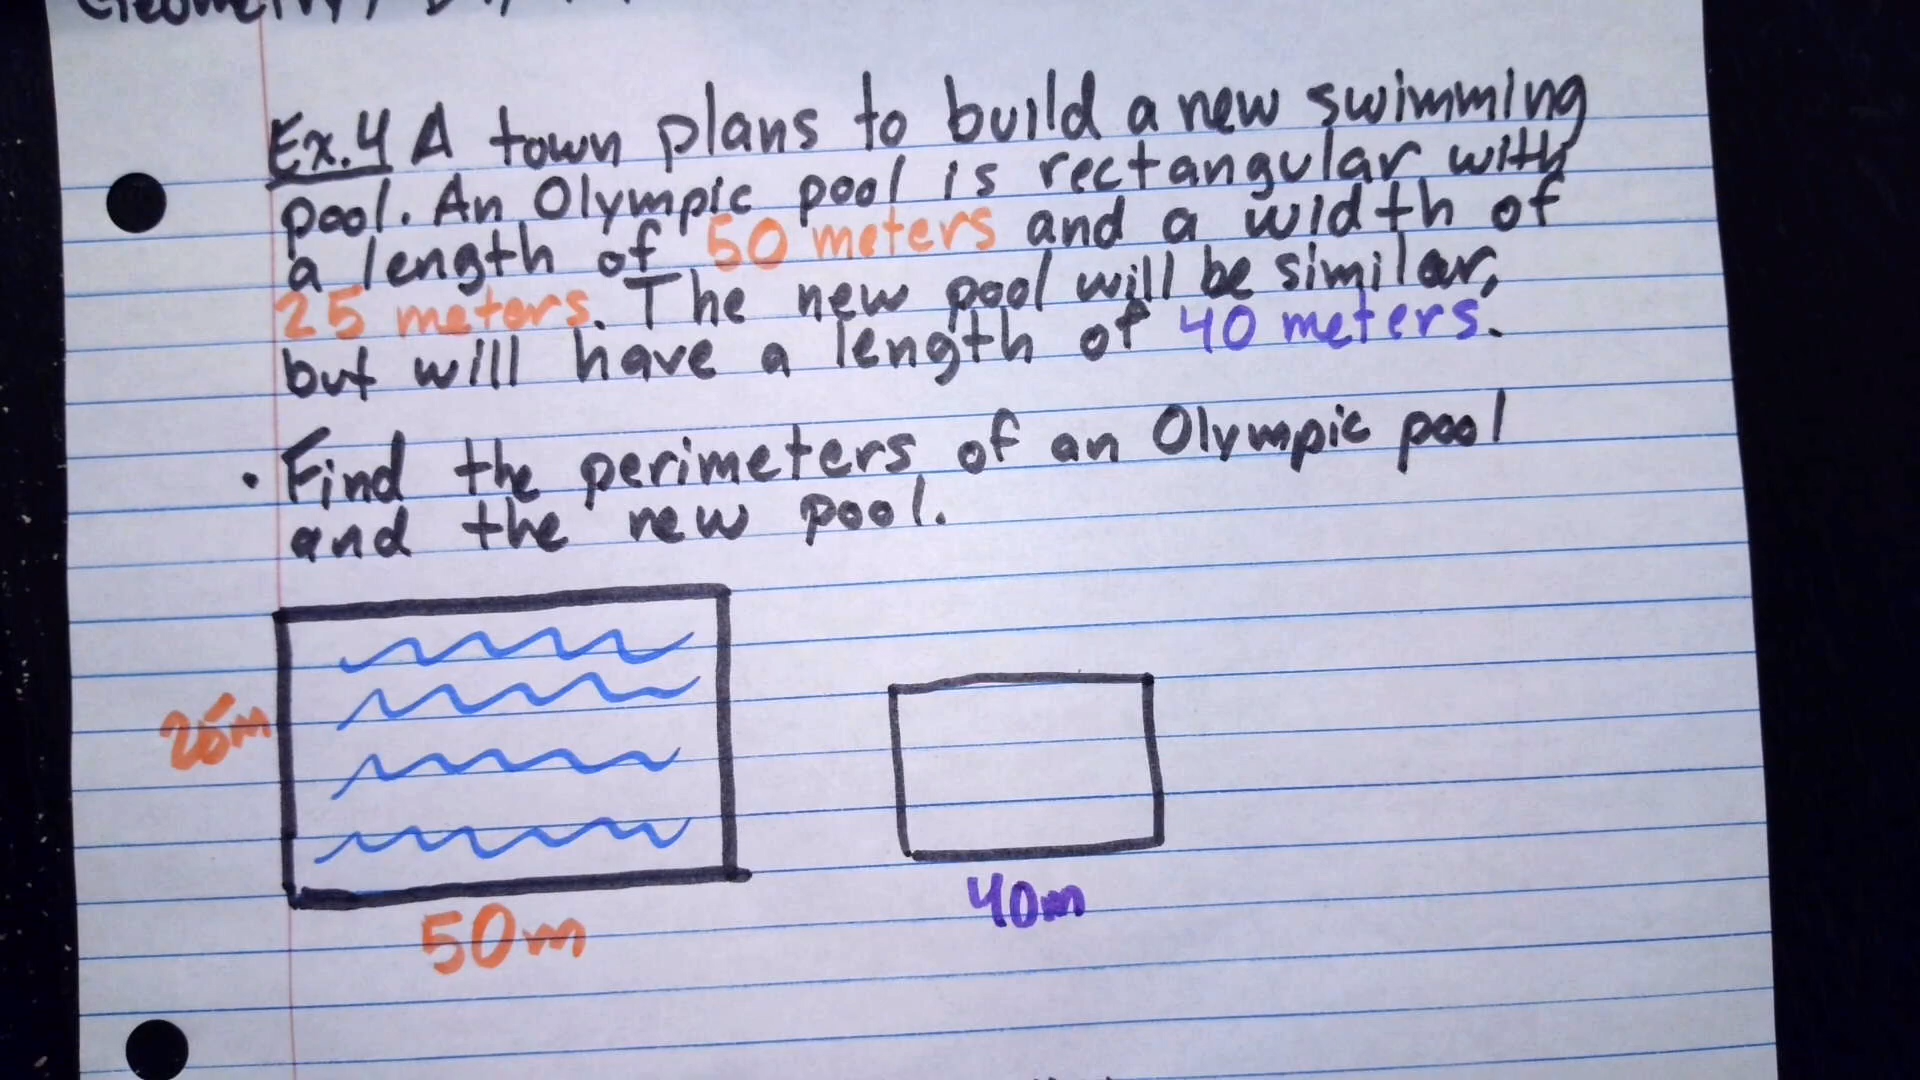 Ex.4 A town plans to build a new swimming
pool. An Olympic pool is rectangular with
a length of 50 meters and a width of
25 meters. The new pool will be similar,
but will have a length of 40 meters.
• Find the perimeters of an Olympic pool
and the new pool.
25m
50m
40m